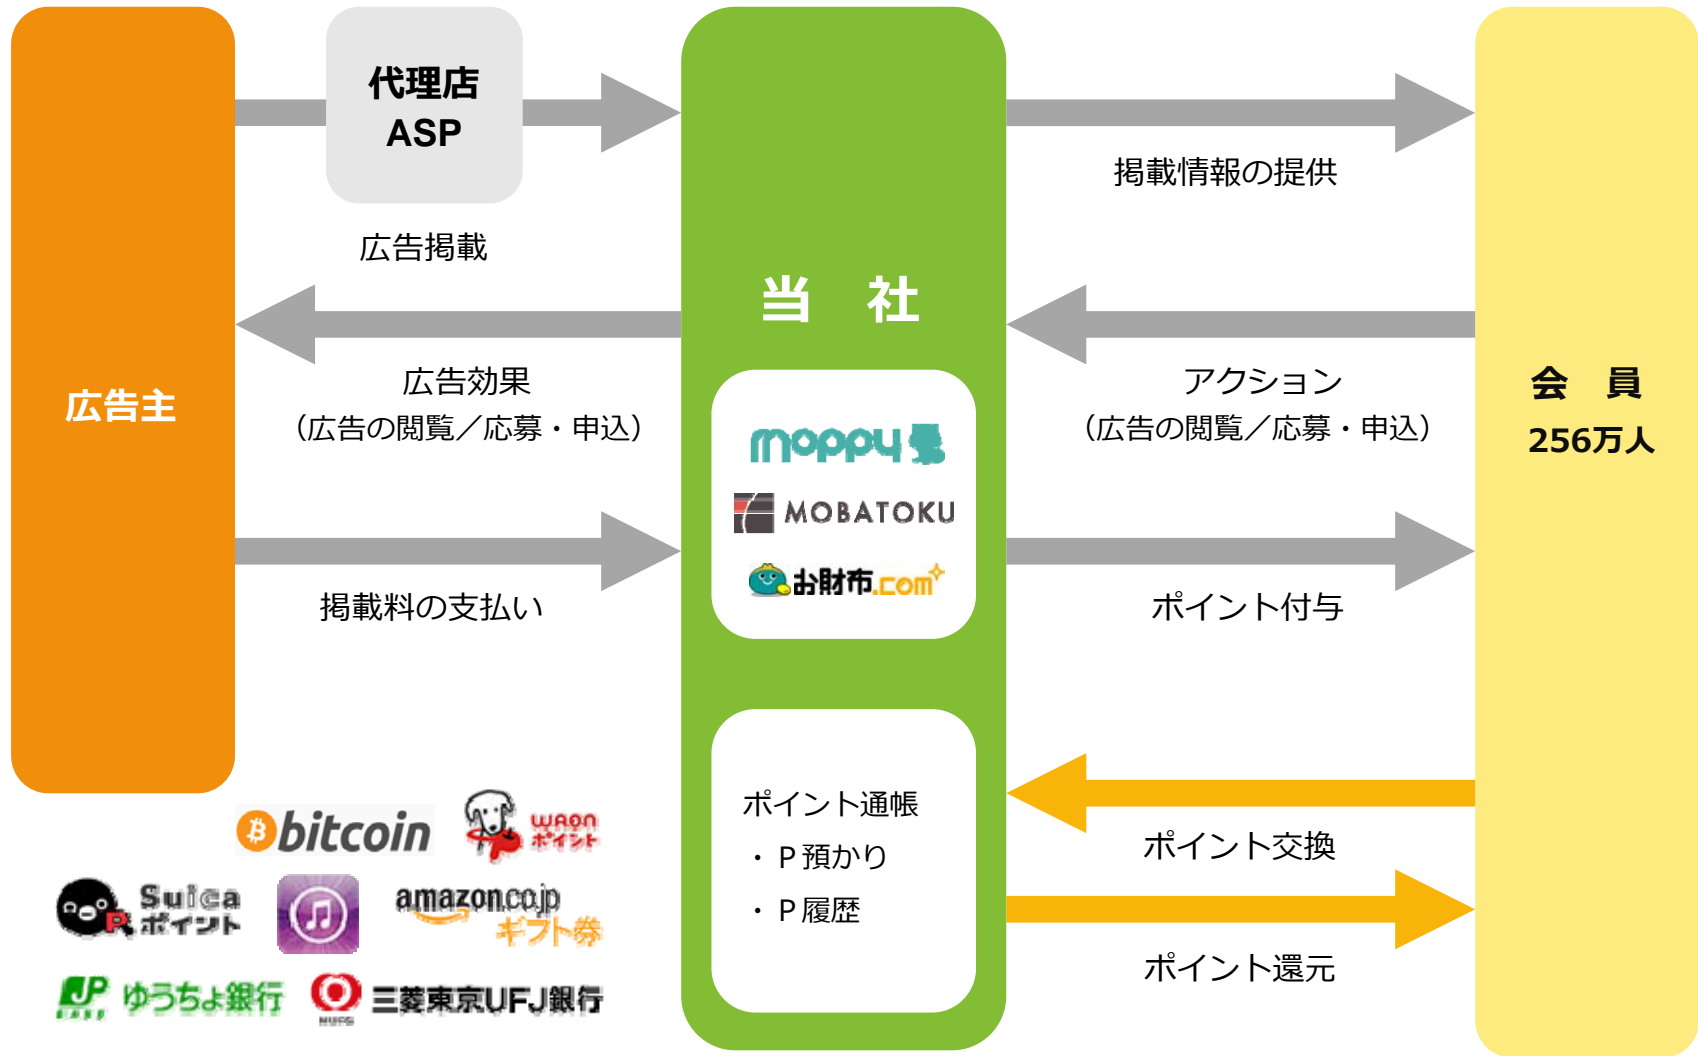 代理店
ASP
広告掲載
掲載情報の提供
当　社
広告主
広告効果
（広告の閲覧／応募・申込）
アクション
（広告の閲覧／応募・申込）
会　員
256万人
moppy
MOBATOKU
お財布.com
掲載料の支払い
ポイント付与
ポイント通帳
・Ｐ預かり
・Ｐ履歴
ポイント交換
ポイント還元
bitcoin
WAON
ポイント
Suica
ポイント
amazon.co.jp
ギフト券
JP
BANK
ゆうちょ銀行
MUFG
三菱東京UFJ銀行